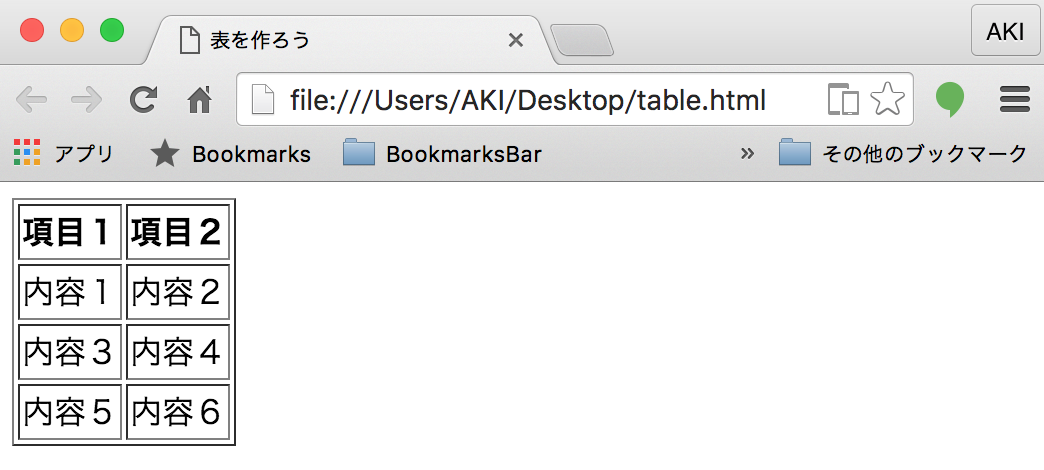 表を作ろう
AKI
file:///Users/AKI/Desktop/table.html
アプリ Bookmarks BookmarksBar » その他のブックマーク
項目１ 項目２
内容１ 内容２
内容３ 内容４
内容５ 内容６